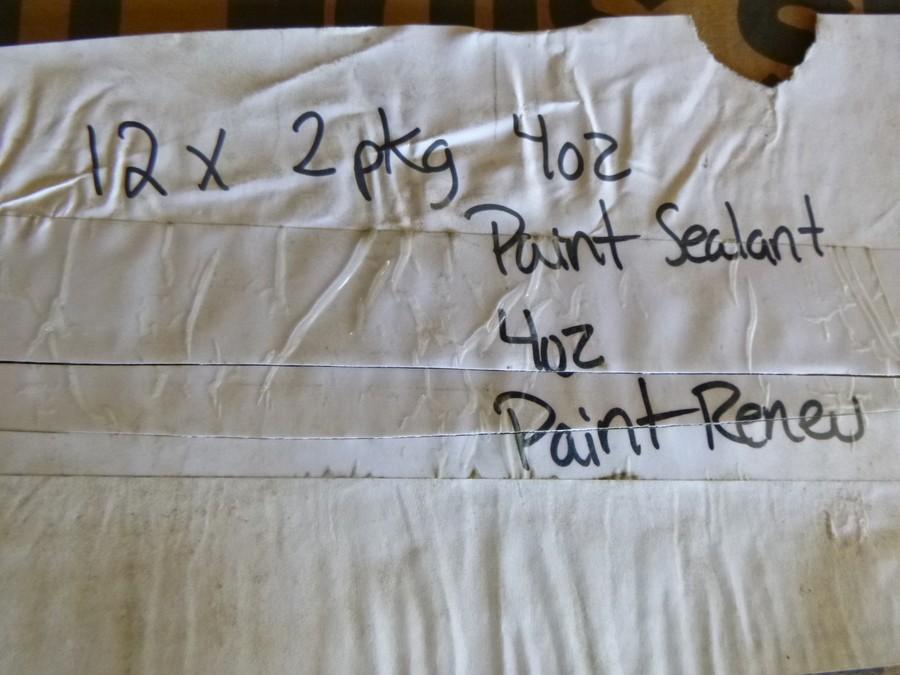 12 x 2 pkg 4oz
Paint Sealant
4oz
Paint Renew